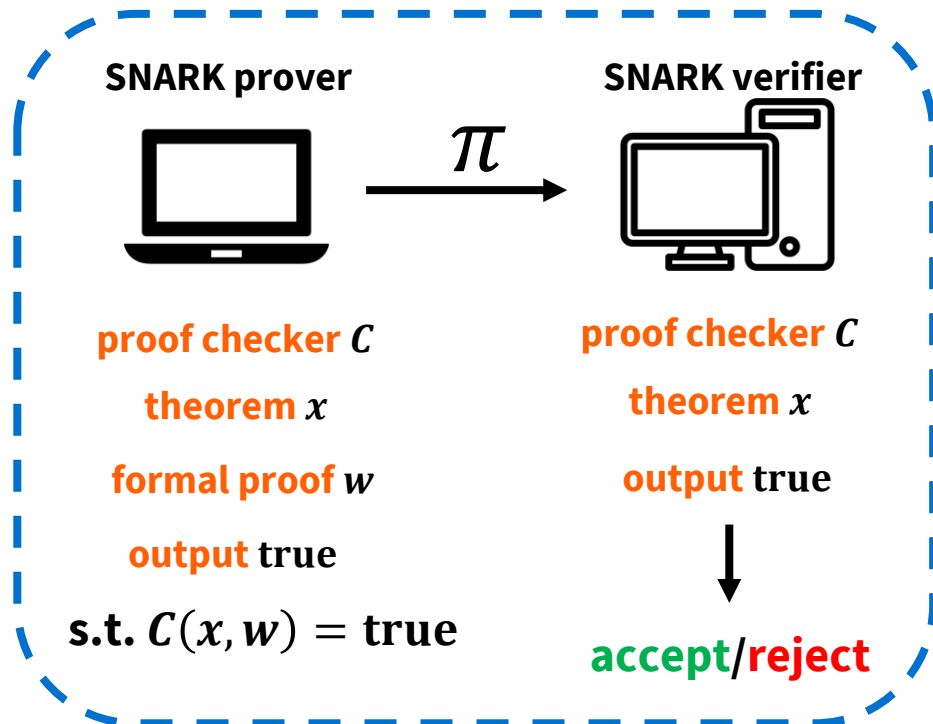 SNARK prover
π
SNARK verifier
proof checker C
theorem x
formal proof w
output true
s.t. C(x, w) = true
proof checker C
theorem x
output true
accept/reject